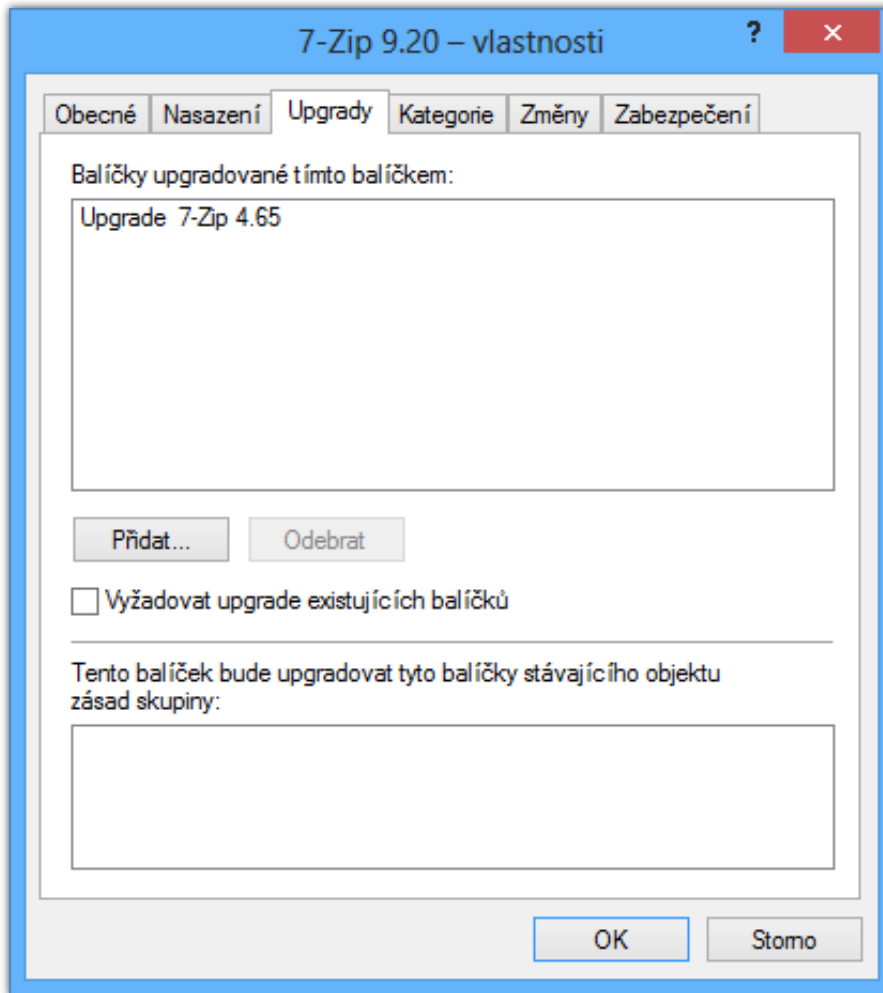 7-Zip 9.20 – vlastnosti
?
Obecné Nasazení Upgrady Kategorie Změny Zabezpečení
Balíčky upgradované tímto balíčkem:
Upgrade 7-Zip 4.65
Přidat... Odebrat
Vyžadovat upgrade existujících balíčků
Tento balíček bude upgradovat tyto balíčky stávajícího objektu
zásad skupiny:
OK Storno